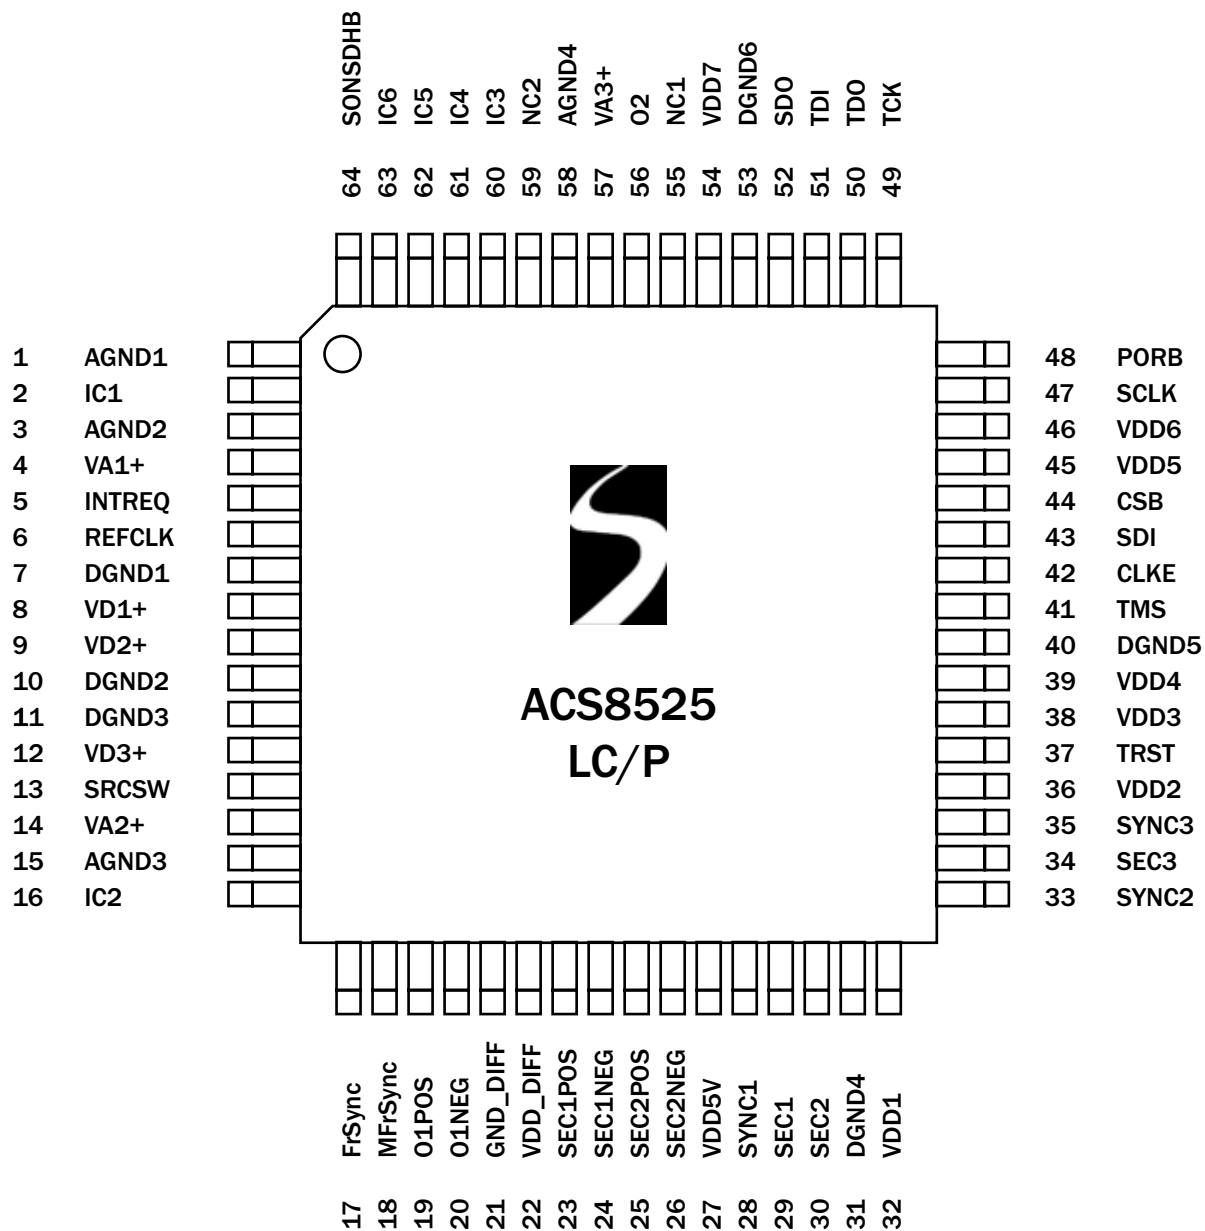 SONSDHB IC6 IC5 IC4 IC3 NC2 AGND4 VA3+ O2 NC1 VDD7 DGND6 SDO TDI TDO TCK
64 63 62 61 60 59 58 57 56 55 54 53 52 51 50 49
1 AGND1
2 IC1
3 AGND2
4 VA1+
5 INTREQ
6 REFCLK
7 DGND1
8 VD1+
9 VD2+
10 DGND2
11 DGND3
12 VD3+
13 SRCSW
14 VA2+
15 AGND3
16 IC2
ACS8525
LC/P
48 PORB
47 SCLK
46 VDD6
45 VDD5
44 CSB
43 SDI
42 CLKE
41 TMS
40 DGND5
39 VDD4
38 VDD3
37 TRST
36 VDD2
35 SYNC3
34 SEC3
33 SYNC2
FrSync MFrSync O1POS O1NEG GND_DIFF VDD_DIFF SEC1POS SEC1NEG SEC2POS SEC2NEG VDD5V SYNC1 SEC1 SEC2 DGND4 VDD1
17 18 19 20 21 22 23 24 25 26 27 28 29 30 31 32